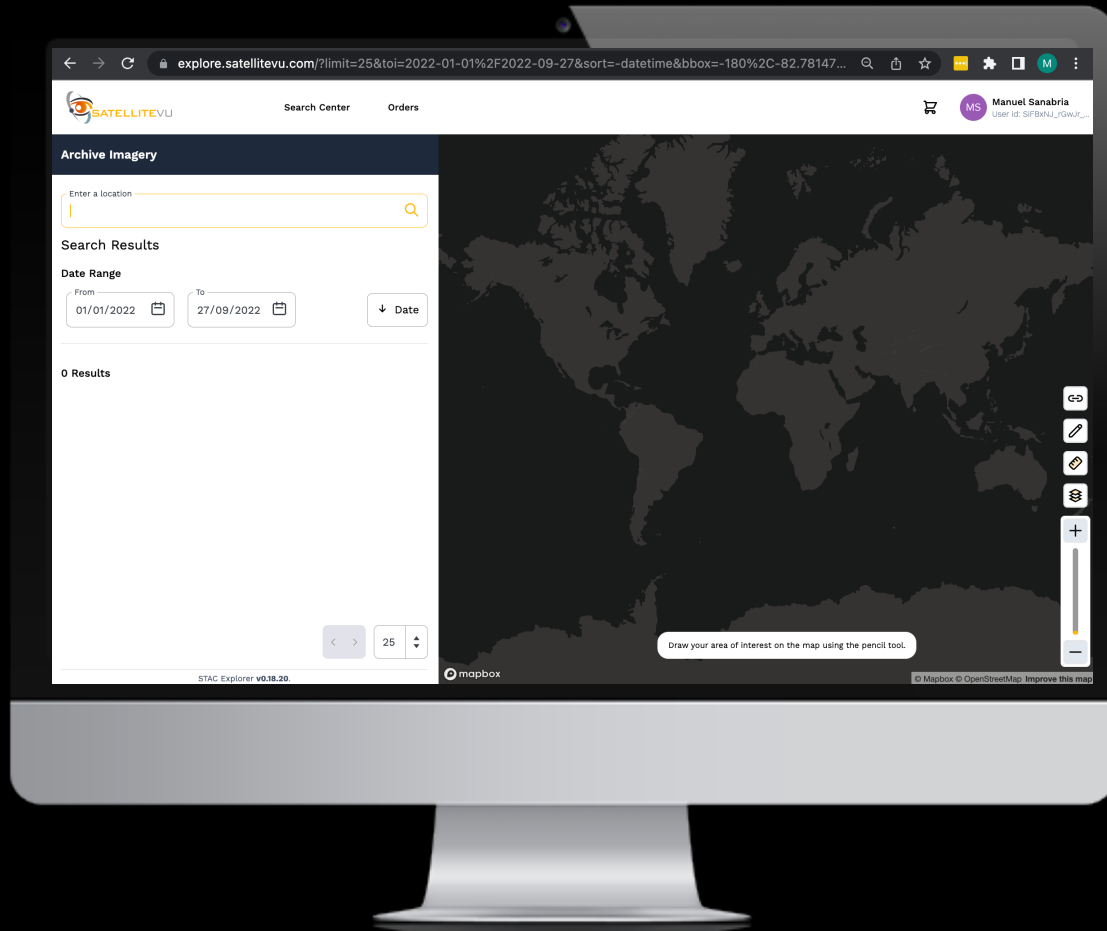 explore.satellitevu.com/?limit=25&toi=2022-01-01%2F2022-09-27&sort=-datetime&bbox=-180%2C-82.78147...
M
SATELLITEVU
Search Center
Orders
MS
Manuel Sanabria
User id: SiFBxNJ_rGwJr_...
Archive Imagery
Enter a location
Search Results
Date Range
From
01/01/2022
To
27/09/2022
Date
0 Results
25
STAC Explorer v0.18.20.
Draw your area of interest on the map using the pencil tool.
mapbox
© Mapbox © OpenStreetMap Improve this map